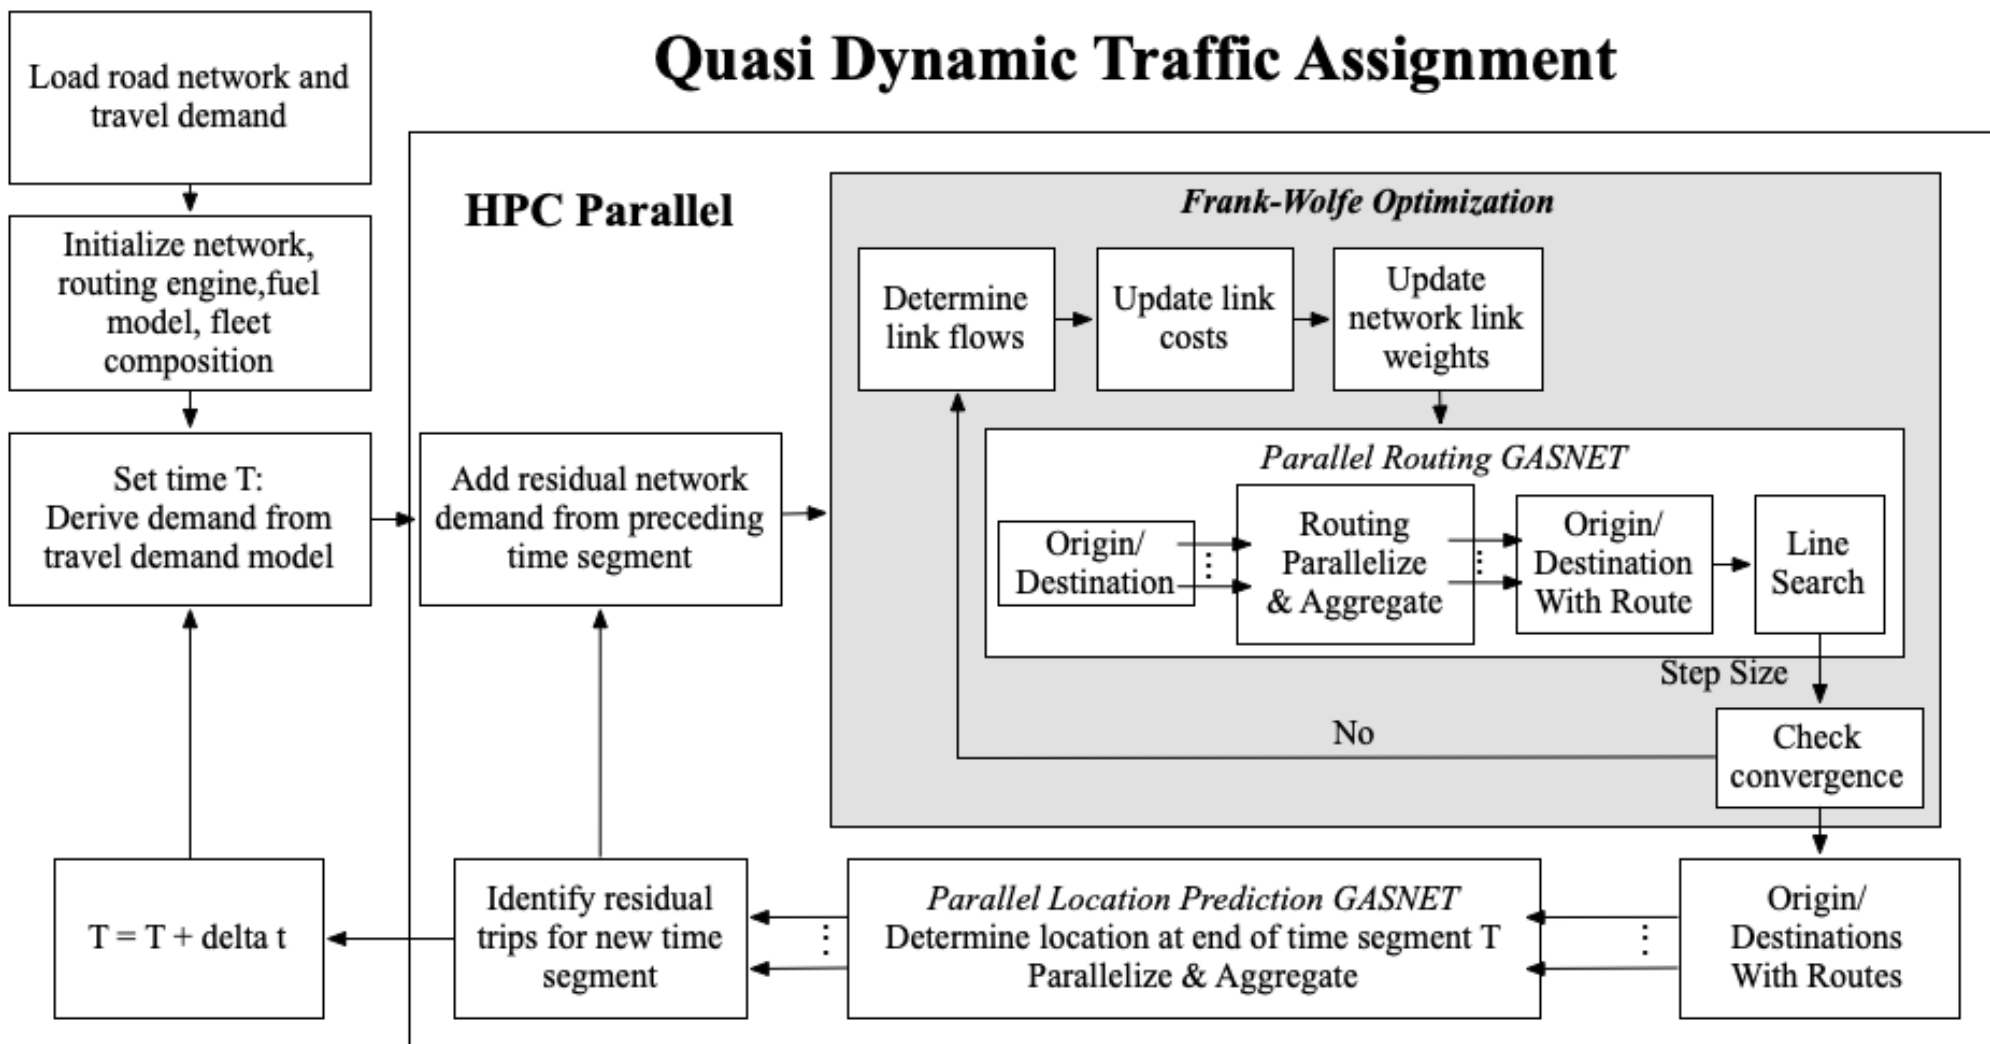 Quasi Dynamic Traffic Assignment
Load road network and
travel demand
Initialize network,
routing engine,fuel
model, fleet
composition
Set time T:
Derive demand from
travel demand model
HPC Parallel
Add residual network
demand from preceding
time segment
Frank-Wolfe Optimization
Determine
link flows
Update link
costs
Update
network link
weights
Parallel Routing GASNET
Origin/
Destination
Routing
Parallelize
& Aggregate
Origin/
Destination
With Route
Line
Search
Step Size
Check
convergence
No
Origin/
Destinations
With Routes
Parallel Location Prediction GASNET
Determine location at end of time segment T
Parallelize & Aggregate
Identify residual
trips for new time
segment
T = T + delta t